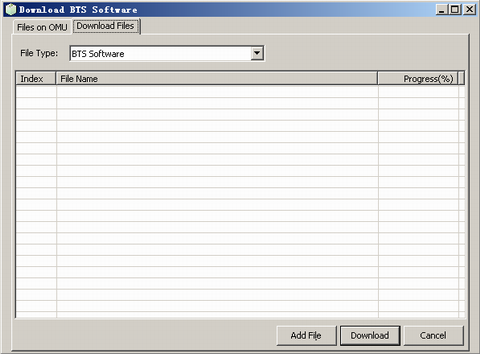 Download BTS Software
Files on OMU Download Files
File Type: BTS Software
Index File Name Progress(%)
Add File Download Cancel